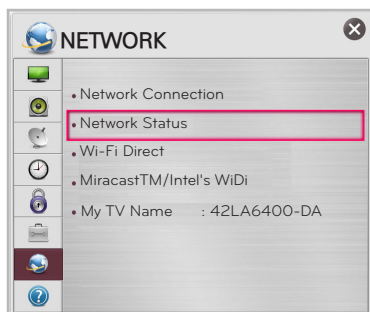 NETWORK
• Network Connection
• Network Status
• Wi-Fi Direct
• MiracastTM/Intel's WiDi
• My TV Name : 42LA6400-DA
?